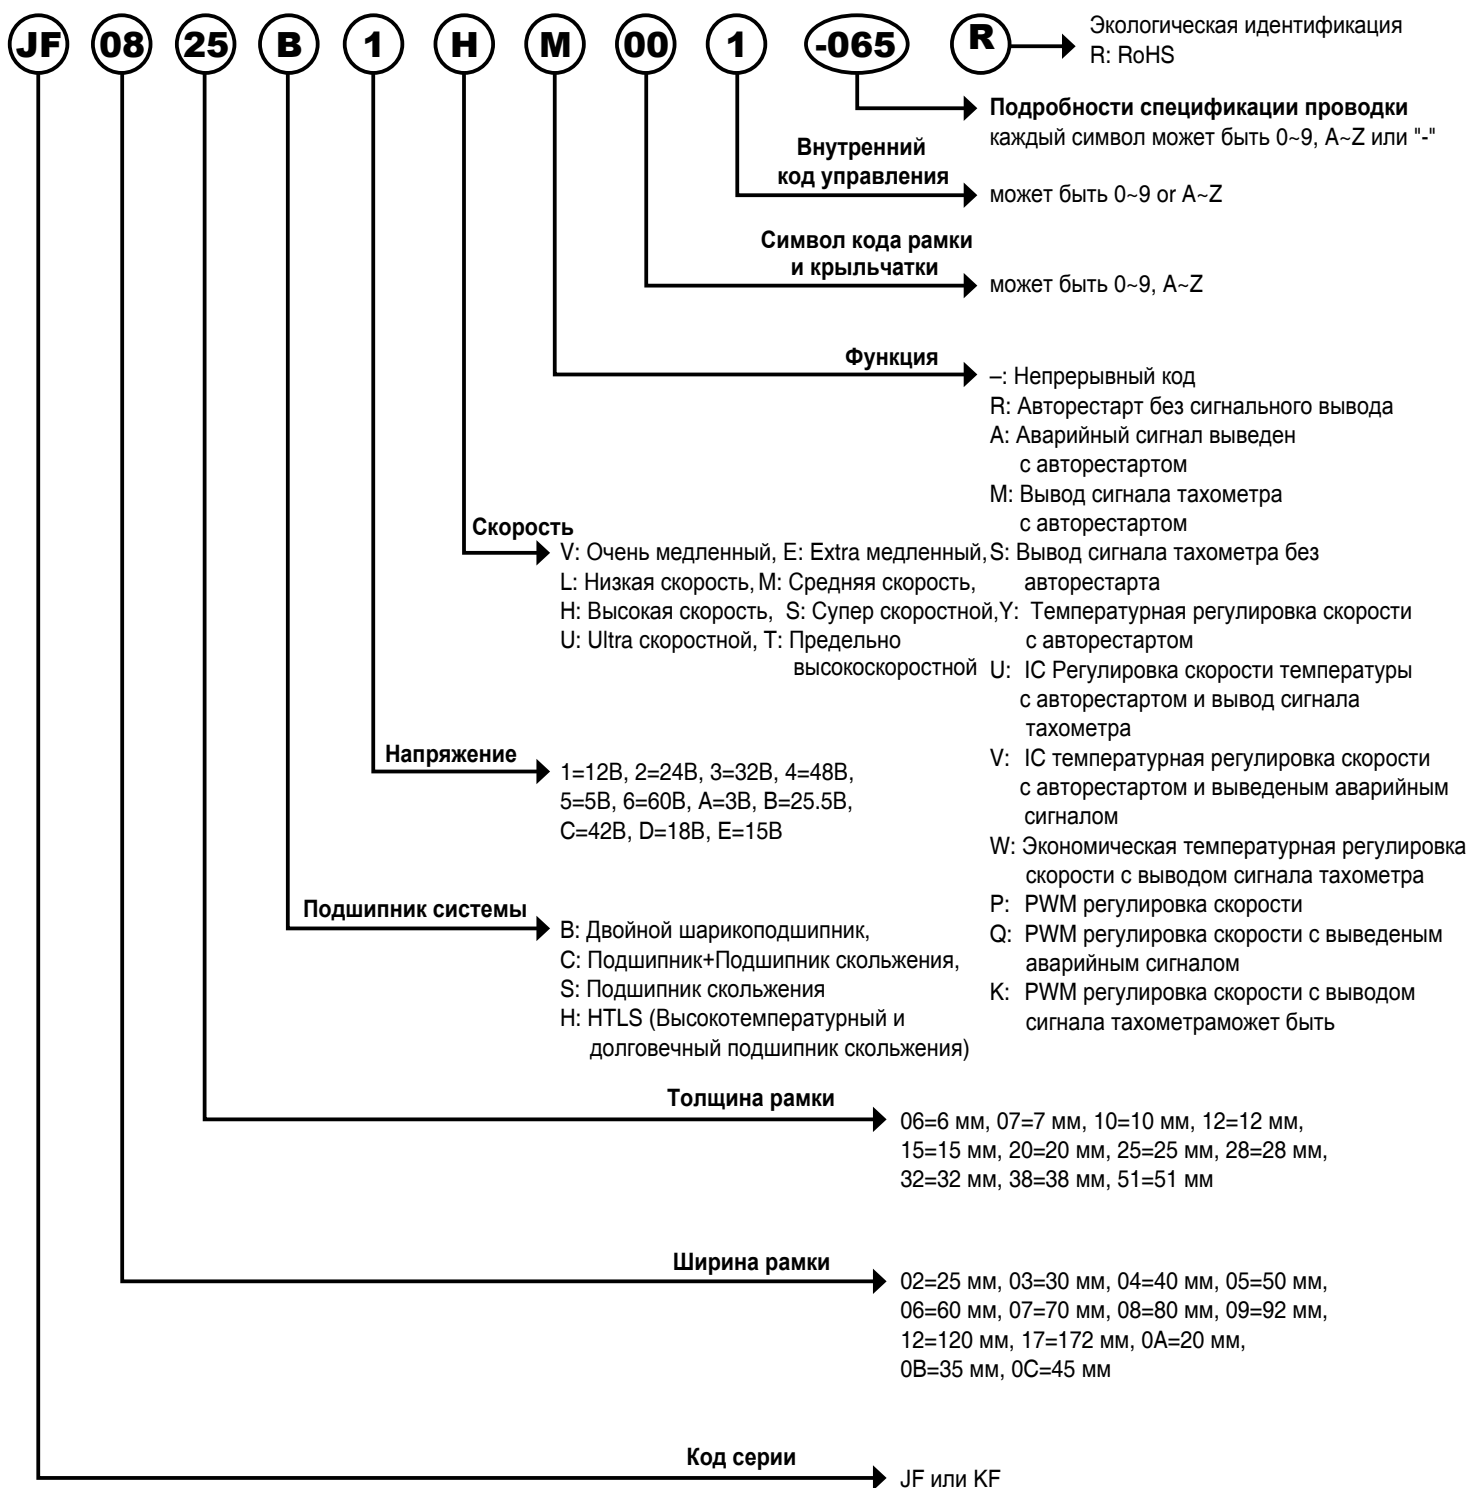 JF 08 25 B 1 H M 00 1 -065 R
Экологическая идентификация
R: RoHS
Подробности спецификации проводки
каждый символ может быть 0~9, A~Z или "-"
Внутренний
код управления
может быть 0~9 or A~Z
Символ кода рамки
и крыльчатки
может быть 0~9, A~Z
Функция
–: Непрерывный код
R: Авторестарт без сигнального вывода
A: Аварийный сигнал выведен
с авторестартом
M: Вывод сигнала тахометра
с авторестартом
S: Вывод сигнала тахометра без
авторестарта
Y: Температурная регулировка скорости
с авторестартом
U: IC Регулировка скорости температуры
с авторестартом и вывод сигнала
тахометра
V: IC температурная регулировка скорости
с авторестартом и выведеным аварийным
сигналом
W: Экономическая температурная регулировка
скорости с выводом сигнала тахометра
P: PWM регулировка скорости
Q: PWM регулировка скорости с выведеным
аварийным сигналом
K: PWM регулировка скорости с выводом
сигнала тахометраможет быть
Скорость
V: Очень медленный, E: Extra медленный,
L: Низкая скорость, M: Средняя скорость,
H: Высокая скорость, S: Супер скоростной,
U: Ultra скоростной, T: Предельно
высокоскоростной
Напряжение
1=12В, 2=24В, 3=32В, 4=48В,
5=5В, 6=60В, A=3В, B=25.5В,
C=42В, D=18В, E=15В
Подшипник системы
B: Двойной шарикоподшипник,
C: Подшипник+Подшипник скольжения,
S: Подшипник скольжения
H: HTLS (Высокотемпературный и
долговечный подшипник скольжения)
Толщина рамки
06=6 мм, 07=7 мм, 10=10 мм, 12=12 мм,
15=15 мм, 20=20 мм, 25=25 мм, 28=28 мм,
32=32 мм, 38=38 мм, 51=51 мм
Ширина рамки
02=25 мм, 03=30 мм, 04=40 мм, 05=50 мм,
06=60 мм, 07=70 мм, 08=80 мм, 09=92 мм,
12=120 мм, 17=172 мм, 0A=20 мм,
0B=35 мм, 0C=45 мм
Код серии
JF или KF